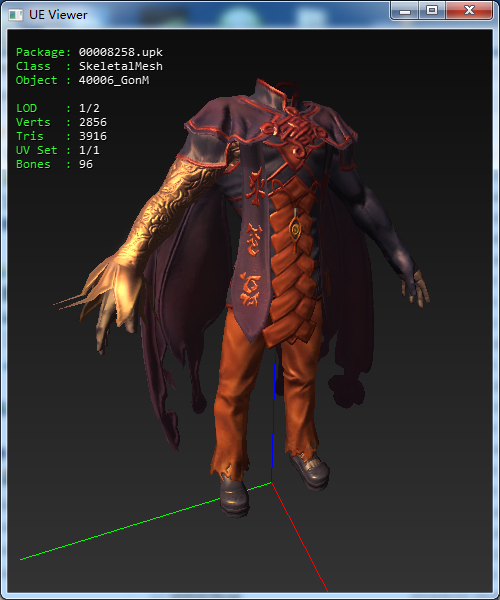 UE Viewer
Package: 00008258.upk
Class  : SkeletalMesh
Object : 40006_GonM
LOD    : 1/2
Verts  : 2856
Tris   : 3916
UV Set : 1/1
Bones  : 96